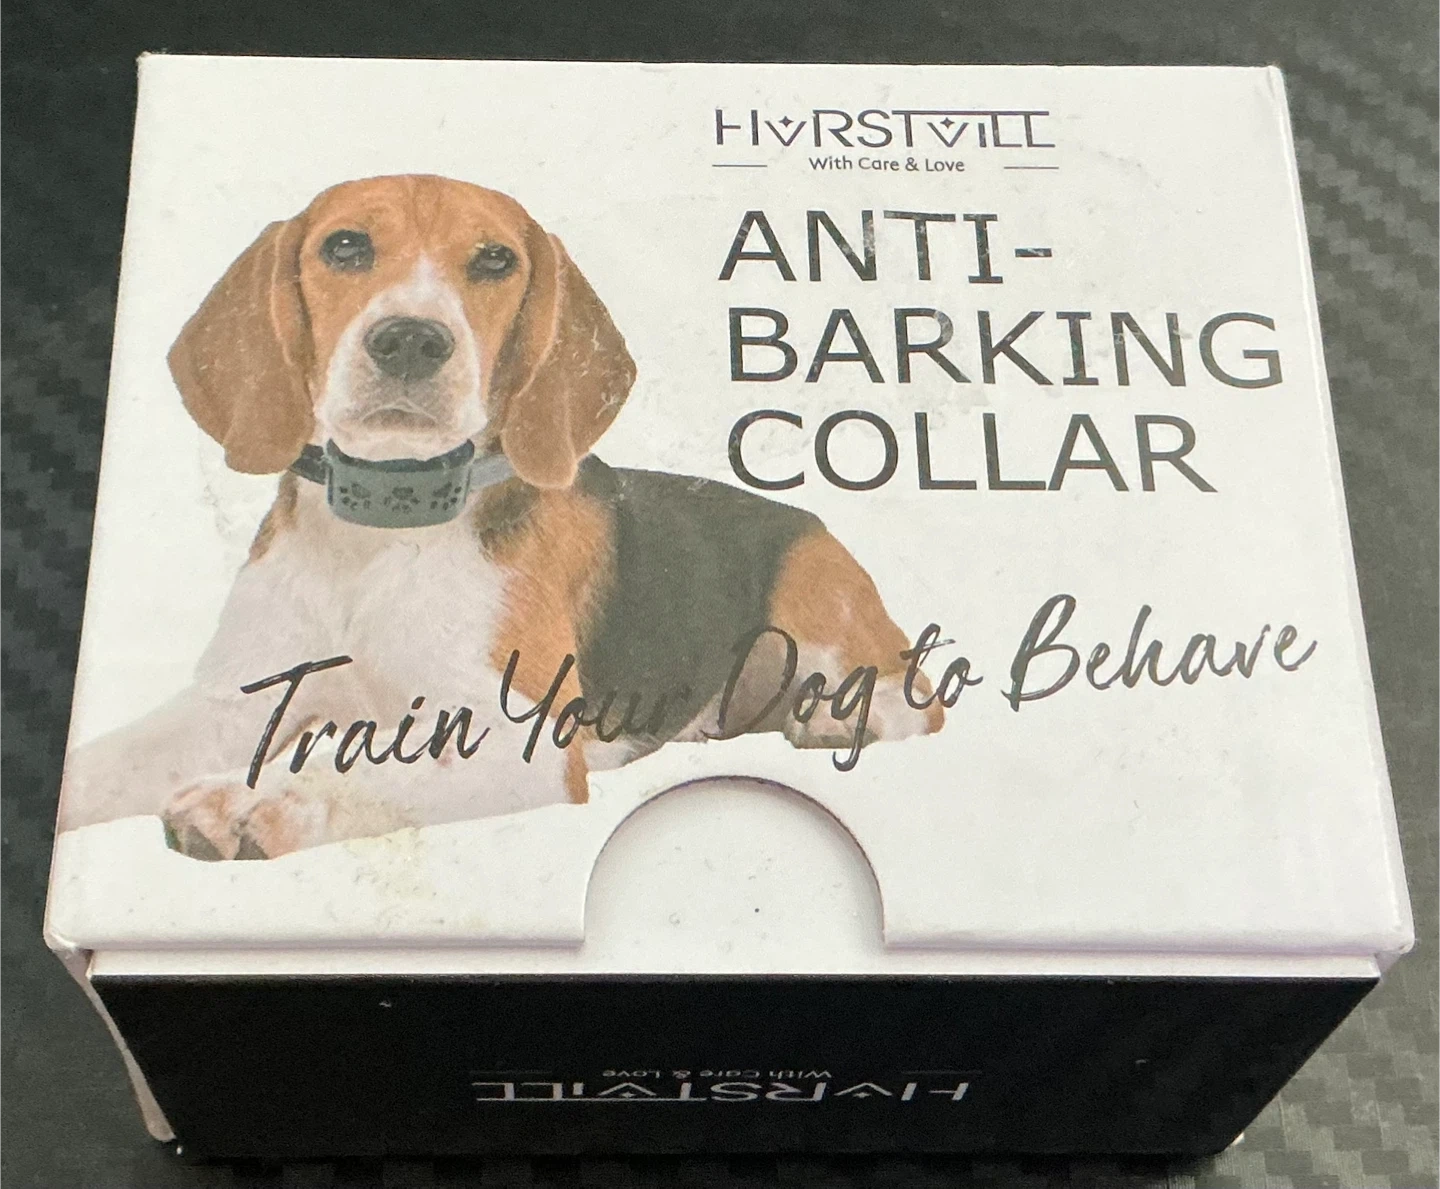 HVRSTVILL
With Care & Love
ANTI-
BARKING
COLLAR
Train Your Dog to Behave
HVRSTVILL
With Care & Love